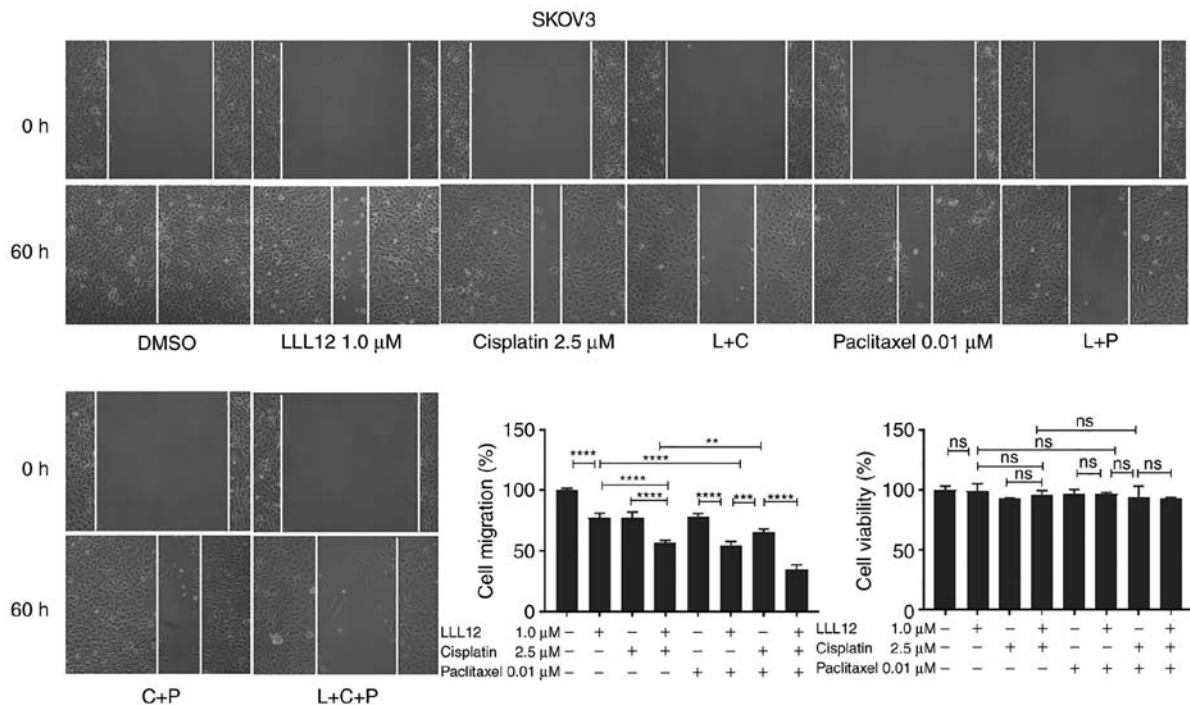 SKOV3
0 h
60 h
DMSO
LLL12 1.0 μM
Cisplatin 2.5 μM
L+C
Paclitaxel 0.01 μM
L+P
0 h
60 h
C+P
L+C+P
Cell migration (%)
150
100
50
0
**
****
****
****
****
****
***
****
LLL12 1.0 μM − + − + − + − +
Cisplatin 2.5 μM − − + + − − + +
Paclitaxel 0.01 μM − − − − + + + +
Cell viability (%)
150
100
50
0
ns
ns
ns
ns
ns
ns
ns
ns
LLL12 1.0 μM − + − + − + − +
Cisplatin 2.5 μM − − + + − − + +
Paclitaxel 0.01 μM − − − − + + + +